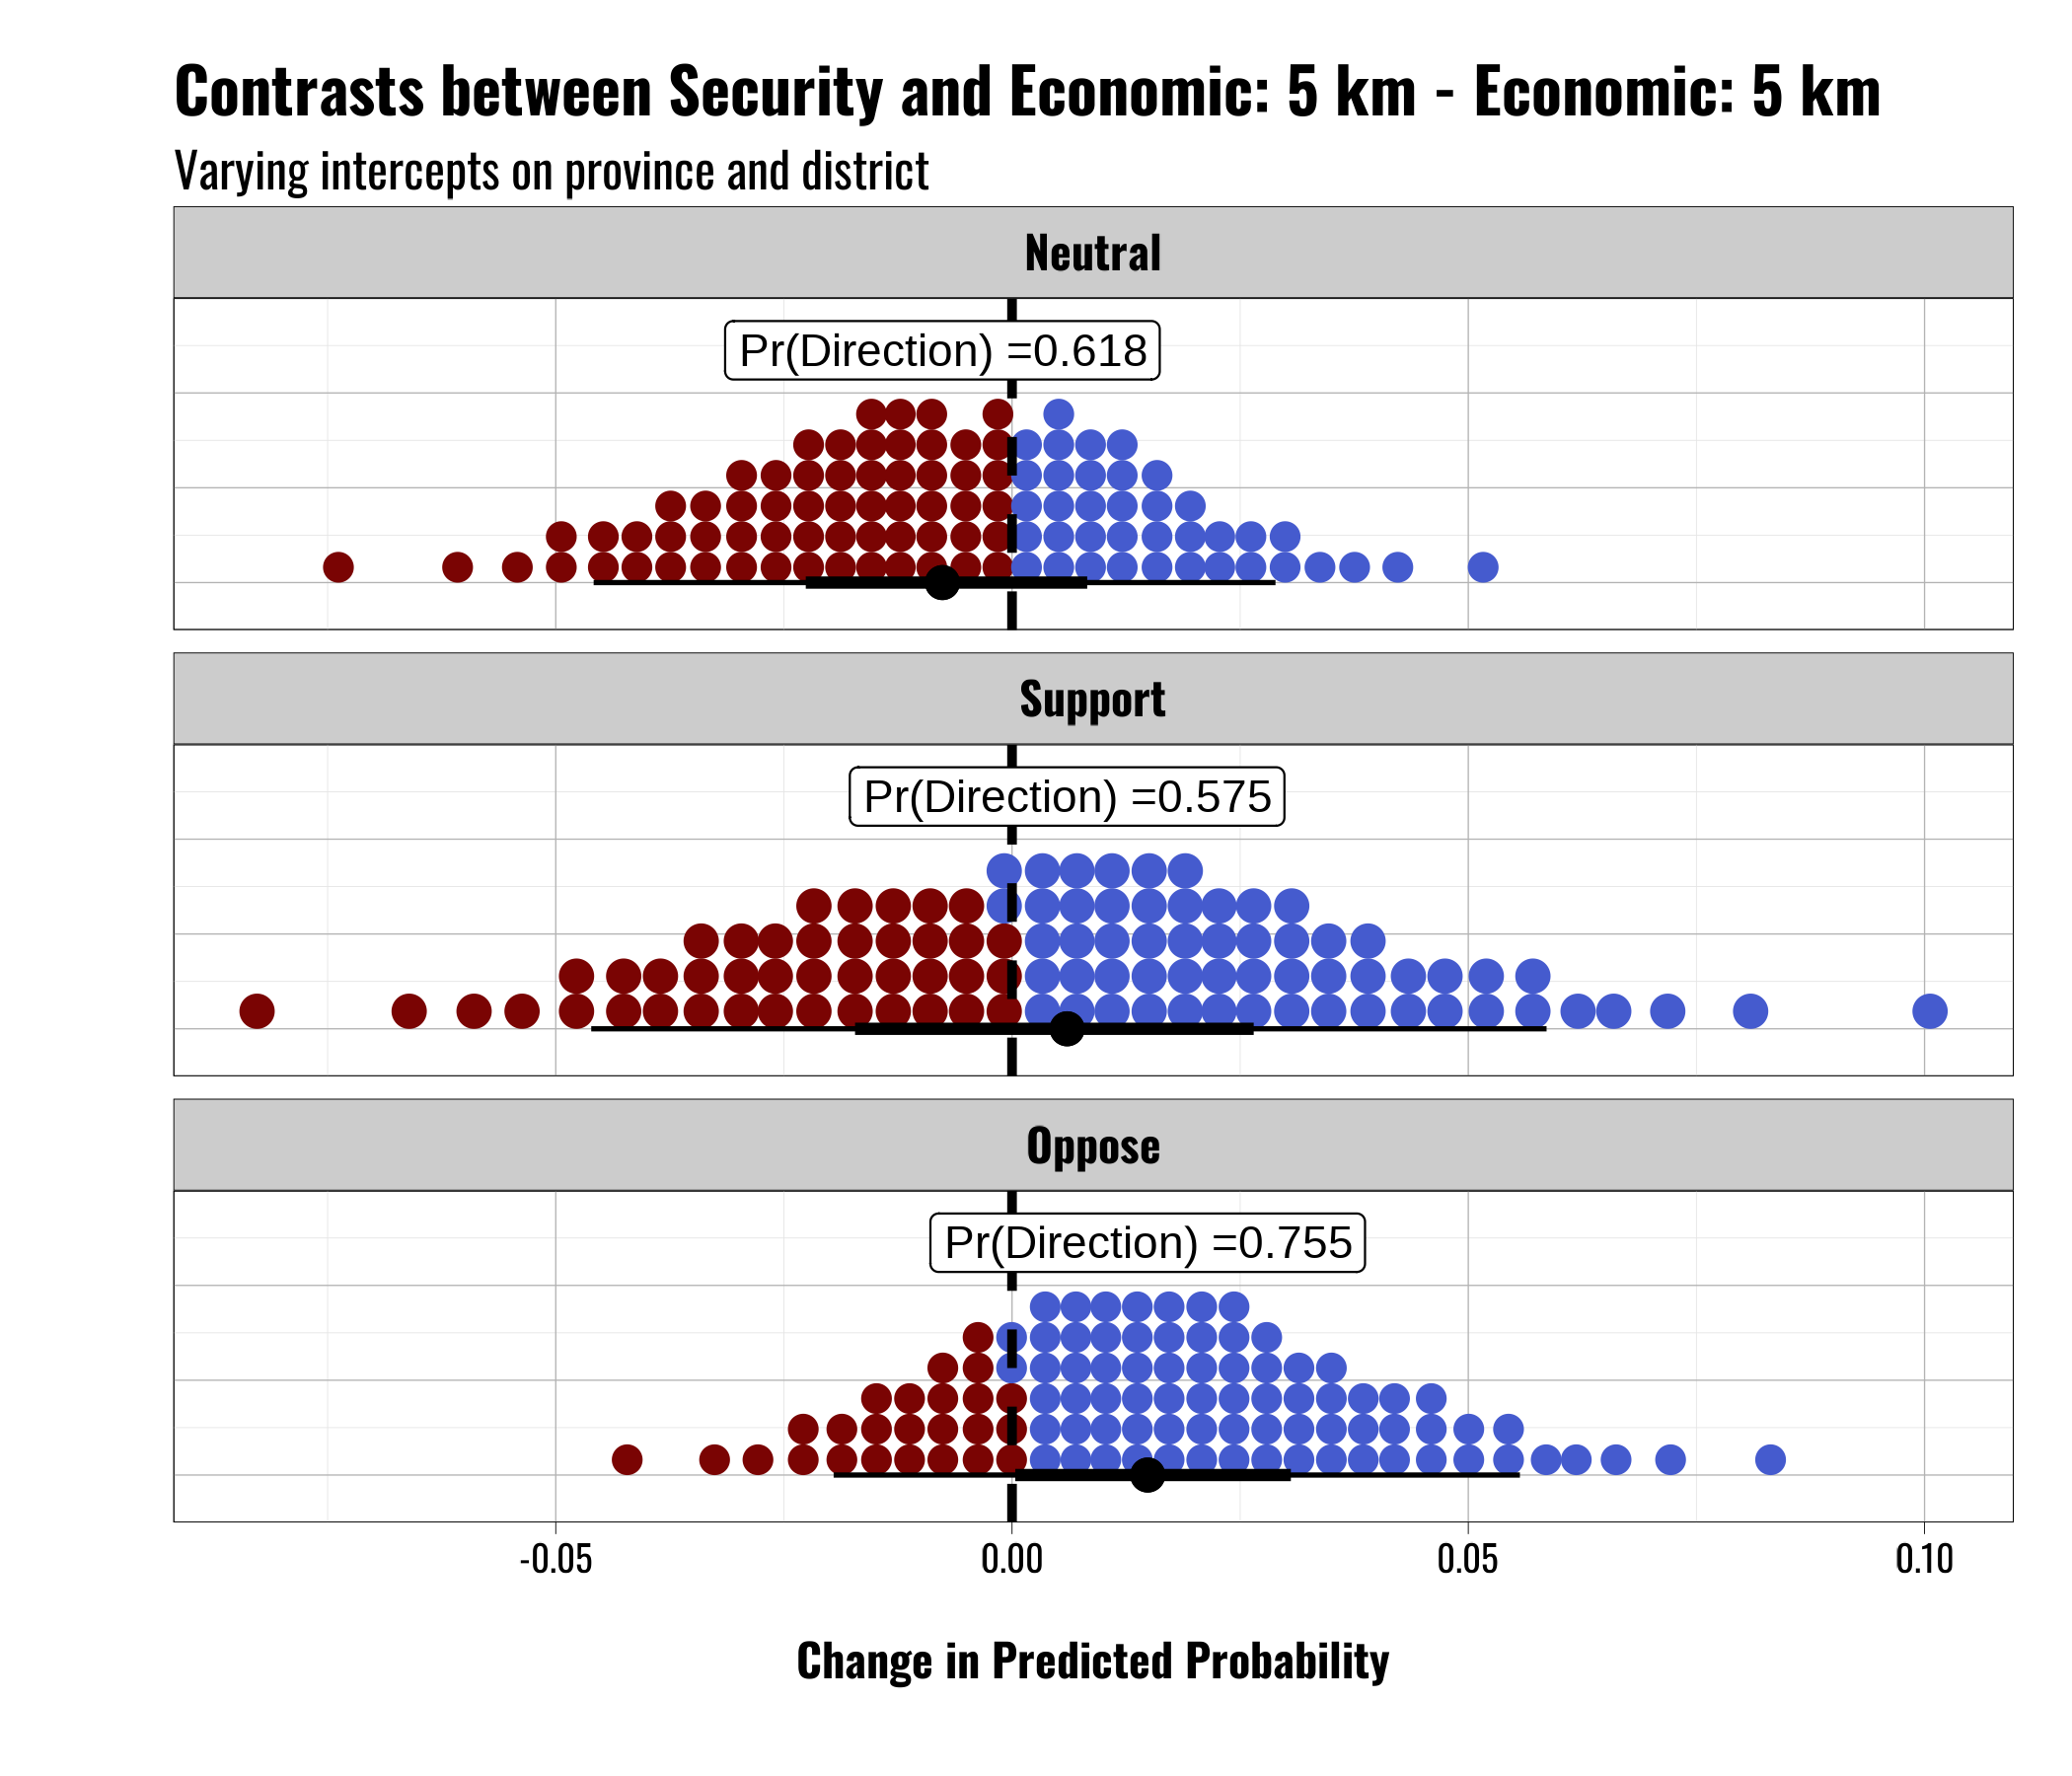 Contrasts between Security and Economic: 5 km - Economic: 5 km
Varying intercepts on province and district
Neutral
Pr(Direction) =0.618
Support
Pr(Direction) =0.575
Oppose
Pr(Direction) =0.755
-0.05 0.00 0.05 0.10
Change in Predicted Probability